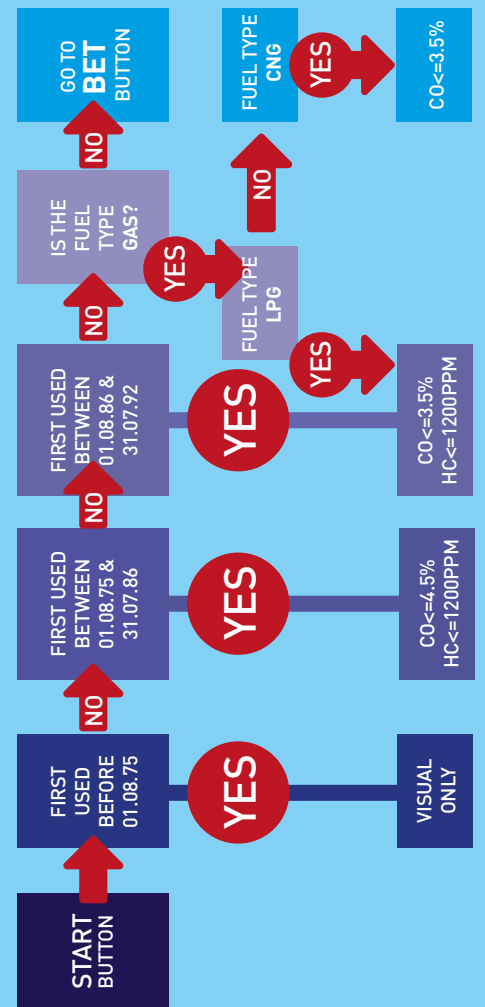 START
BUTTON
FIRST
USED
BEFORE
01.08.75
YES
VISUAL
ONLY
NO
FIRST USED
BETWEEN
01.08.75 &
31.07.86
YES
CO<=4.5%
HC<=1200PPM
NO
FIRST USED
BETWEEN
01.08.86 &
31.07.92
YES
CO<=3.5%
HC<=1200PPM
NO
IS THE
FUEL
TYPE
GAS?
NO
GO TO
BET
BUTTON
YES
FUEL TYPE
LPG
YES
NO
FUEL TYPE
CNG
YES
CO<=3.5%